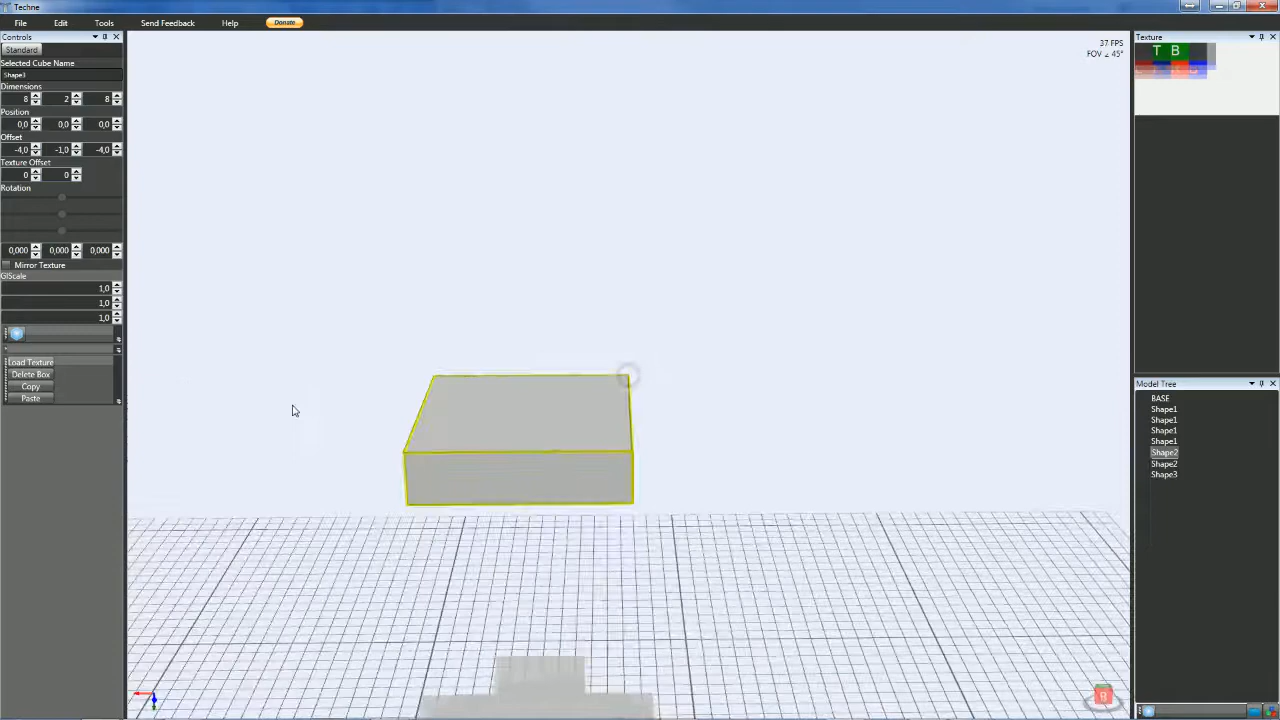 Techne
File Edit Tools Send Feedback Help Donate
Controls
Standard
Selected Cube Name
Shape3
Dimensions
8 2 8
Position
0,0 0,0 0,0
Offset
-4,0 -1,0 -4,0
Texture Offset
0 0
Rotation
0,000 0,000 0,000
Mirror Texture
GlScale
1,0
1,0
1,0
Load Texture
Delete Box
Copy
Paste
37 FPS
FOV ∠ 45°
Texture
T B
Model Tree
BASE
Shape1
Shape1
Shape1
Shape1
Shape2
Shape2
Shape3